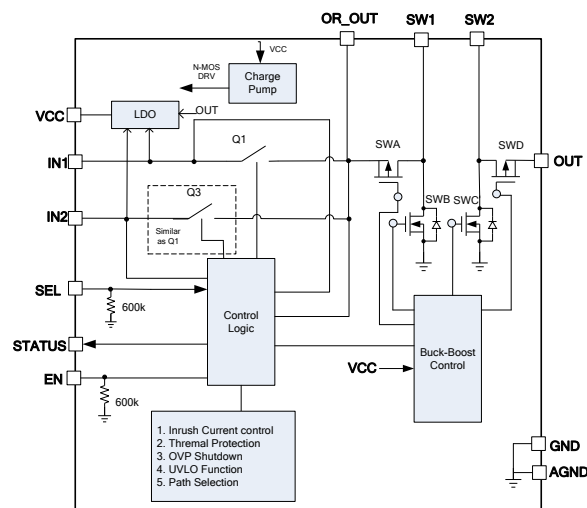 OR_OUT
SW1
SW2
VCC
N-MOS
DRV
Charge
Pump
VCC
LDO
OUT
Q1
SWA
SWD
IN1
OUT
Q3
IN2
Similar
as Q1
SWB
SWC
SEL
600k
Control
Logic
STATUS
Buck-Boost
Control
VCC
EN
600k
1. Inrush Current control
2. Thremal Protection
3. OVP Shutdown
4. UVLO Function
5. Path Selection
GND
AGND